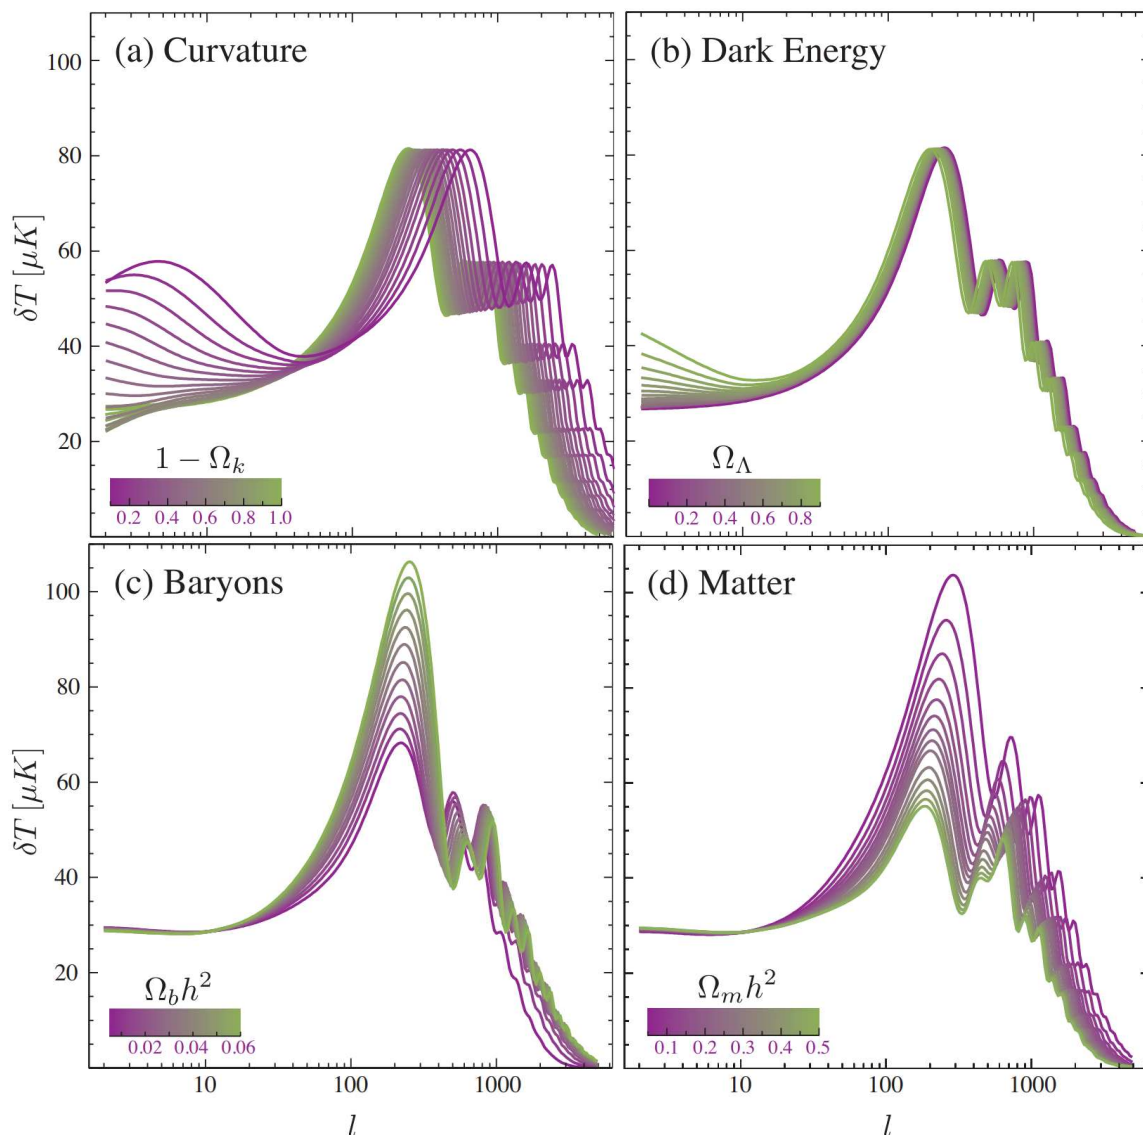 (a) Curvature
100
80
60
40
20
δT [μK]
1 − Ω_k
0.2 0.4 0.6 0.8 1.0
(b) Dark Energy
Ω_Λ
0.2 0.4 0.6 0.8
(c) Baryons
100
80
60
40
20
δT [μK]
Ω_b h²
0.02 0.04 0.06
10 100 1000
l
(d) Matter
Ω_m h²
0.1 0.2 0.3 0.4 0.5
10 100 1000
l